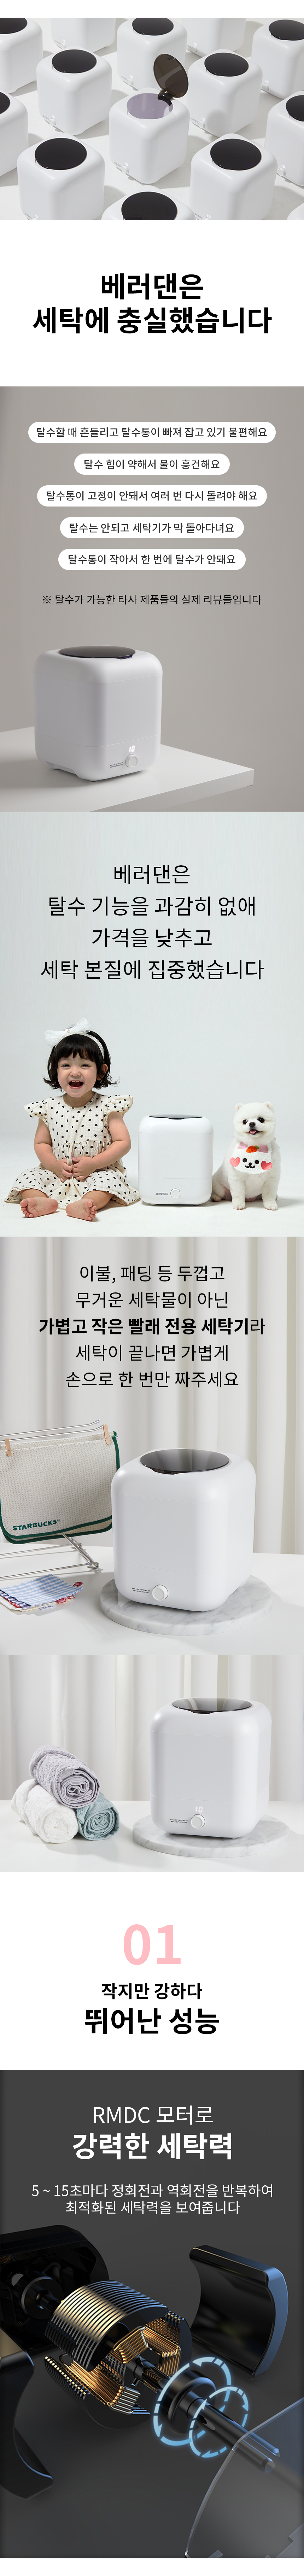 베러댄은
세탁에 충실했습니다
탈수할 때 흔들리고 탈수통이 빠져 잡고 있기 불편해요
탈수 힘이 약해서 물이 흥건해요
탈수통이 고정이 안돼서 여러 번 다시 돌려야 해요
탈수는 안되고 세탁기가 막 돌아다녀요
탈수통이 작아서 한 번에 탈수가 안돼요
※ 탈수가 가능한 타사 제품들의 실제 리뷰들입니다
베러댄은
탈수 기능을 과감히 없애
가격을 낮추고
세탁 본질에 집중했습니다
이불, 패딩 등 두껍고
무거운 세탁물이 아닌
가볍고 작은 빨래 전용 세탁기라
세탁이 끝나면 가볍게
손으로 한 번만 짜주세요
STARBUCKS
01
작지만 강하다
뛰어난 성능
RMDC 모터로
강력한 세탁력
5 ~ 15초마다 정회전과 역회전을 반복하여
최적화된 세탁력을 보여줍니다